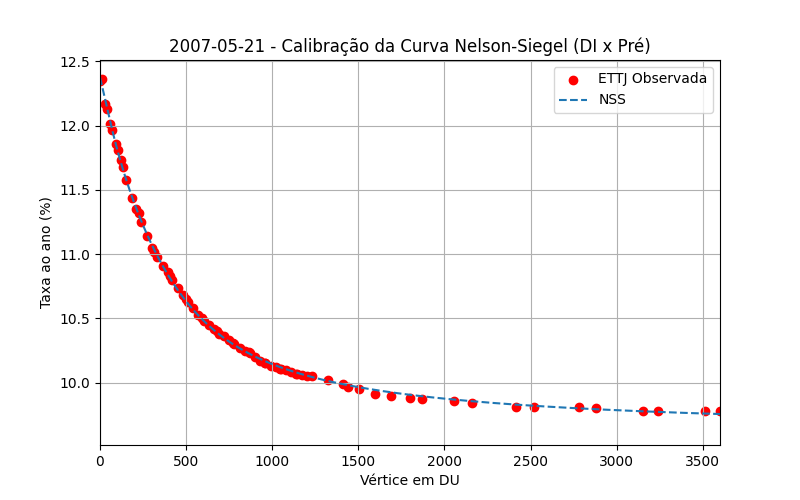 2007-05-21 - Calibração da Curva Nelson-Siegel (DI x Pré)
ETTJ Observada
NSS
Taxa ao ano (%)
12.5
12.0
11.5
11.0
10.5
10.0
0 500 1000 1500 2000 2500 3000 3500
Vértice em DU